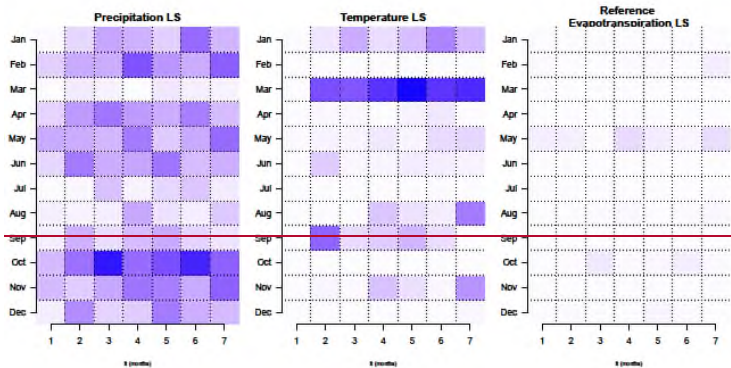 Precipitation LS
Jan
Feb
Mar
Apr
May
Jun
Jul
Aug
Sep
Oct
Nov
Dec
1 2 3 4 5 6 7
(months)
Temperature LS
Jan
Feb
Mar
Apr
May
Jun
Jul
Aug
Sep
Oct
Nov
Dec
1 2 3 4 5 6 7
(months)
Reference
Evapotranspiration LS
Jan
Feb
Mar
Apr
May
Jun
Jul
Aug
Sep
Oct
Nov
Dec
1 2 3 4 5 6 7
(months)